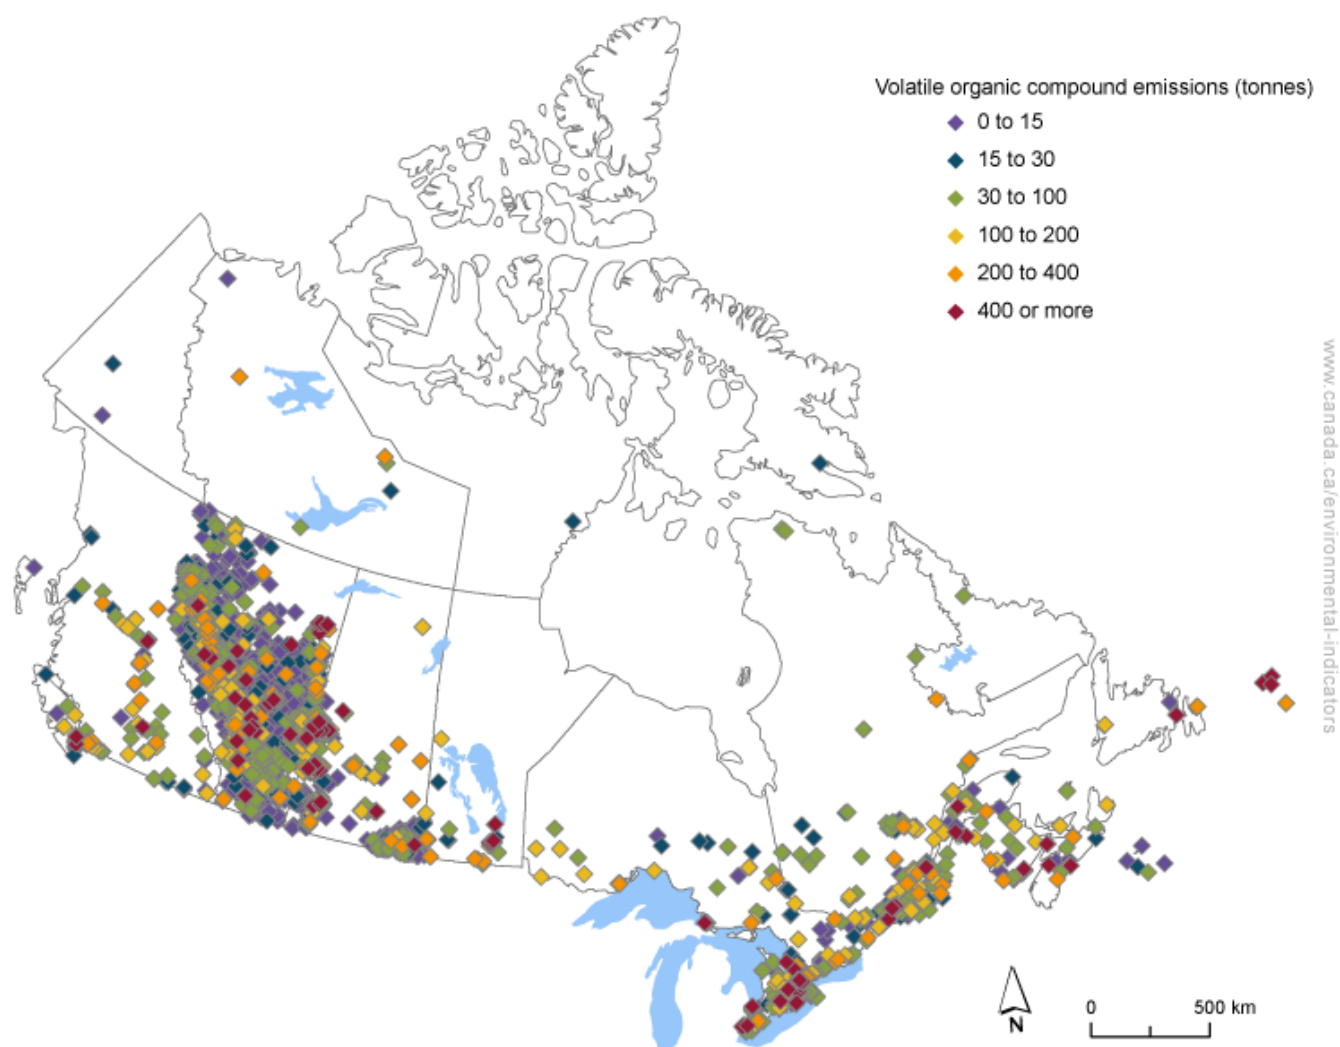 Volatile organic compound emissions (tonnes)
0 to 15
15 to 30
30 to 100
100 to 200
200 to 400
400 or more
www.canada.ca/environmental-indicators
N
0 500 km